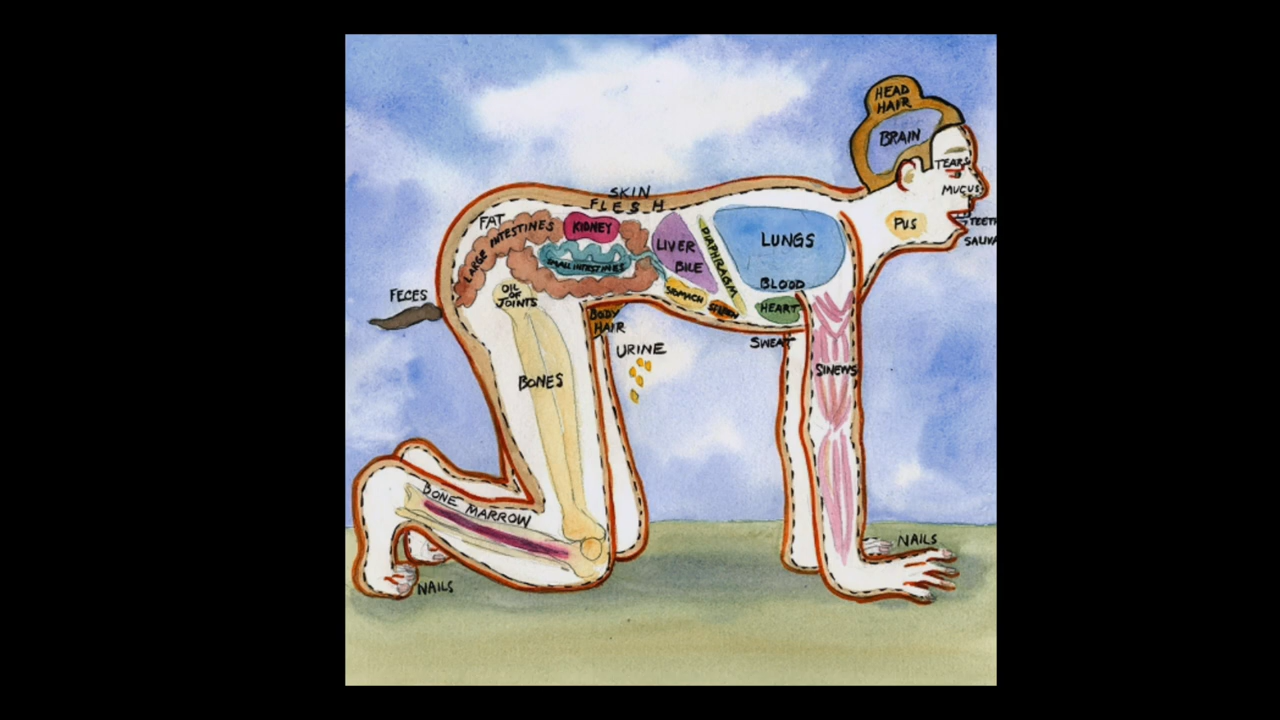 HEAD
HAIR
BRAIN
TEARS
MUCUS
TEETH
PUS
SKIN
FLESH
FAT
LARGE INTESTINES
KIDNEY
SMALL INTESTINES
LIVER
BILE
DIAPHRAGM
LUNGS
BLOOD
HEART
STOMACH
SPLEEN
SWEAT
OIL
OF
JOINTS
FECES
BODY
HAIR
URINE
BONES
SINEWS
BONE MARROW
NAILS
NAILS